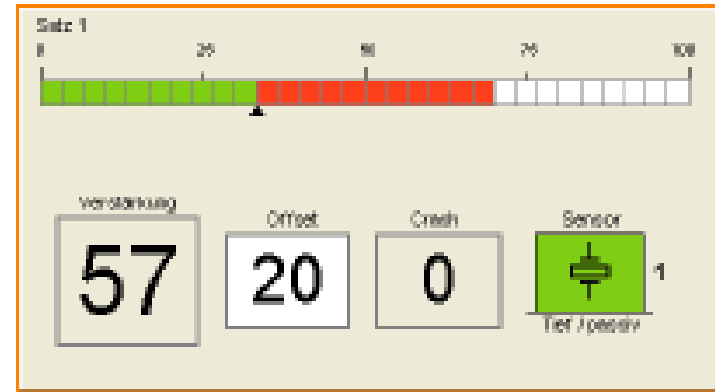 Satz 1
0 25 50 75 100
Verstärkung
Offset Crash Sensor
57 20 0 1
Tief / passiv